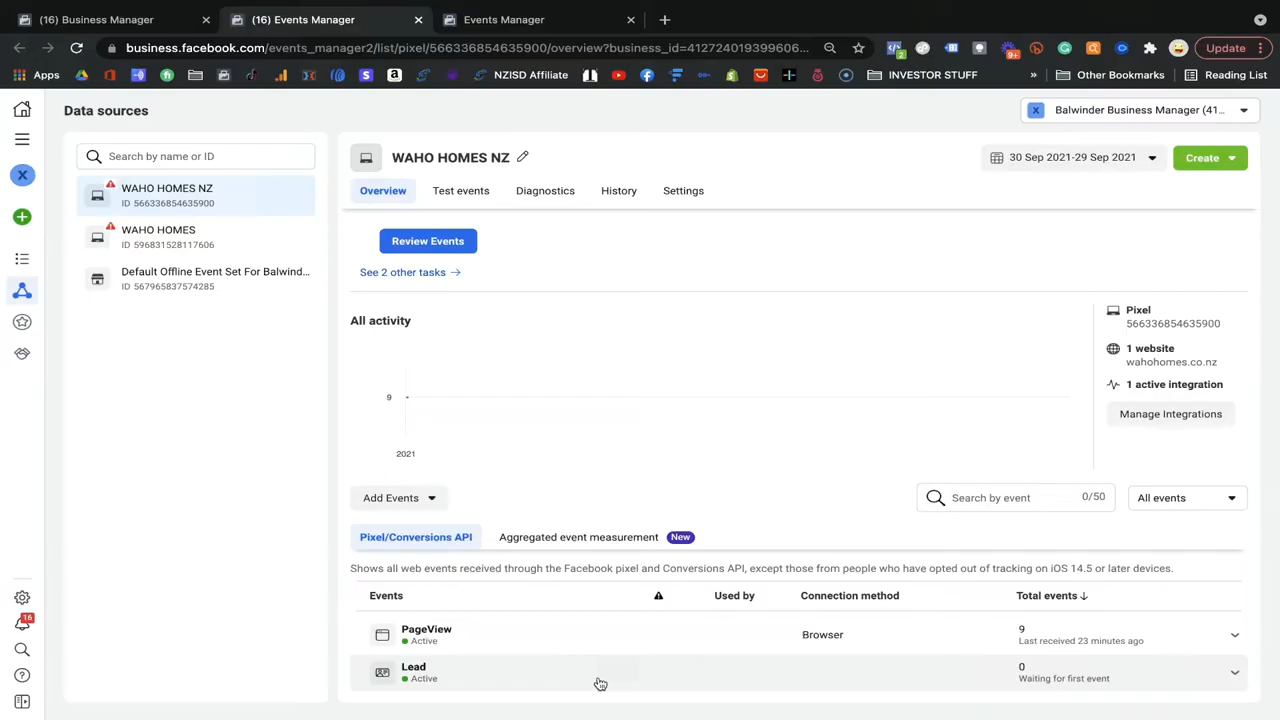 (16) Business Manager
(16) Events Manager
Events Manager
business.facebook.com/events_manager2/list/pixel/566336854635900/overview?business_id=412724019399606...
2
9+
Update
Apps
NZISD Affiliate
INVESTOR STUFF
»
Other Bookmarks
Reading List
Data sources
X
Balwinder Business Manager (41...
X
Search by name or ID
WAHO HOMES NZ
ID 566336854635900
WAHO HOMES
ID 596831528117606
Default Offline Event Set For Balwind...
ID 567965837574285
16
WAHO HOMES NZ
30 Sep 2021-29 Sep 2021
Create
Overview
Test events
Diagnostics
History
Settings
Review Events
See 2 other tasks →
All activity
9
2021
Pixel
566336854635900
1 website
wahohomes.co.nz
1 active integration
Manage Integrations
Add Events
Search by event
0/50
All events
Pixel/Conversions API
Aggregated event measurement
New
Shows all web events received through the Facebook pixel and Conversions API, except those from people who have opted out of tracking on iOS 14.5 or later devices.
Events
Used by
Connection method
Total events ↓
PageView
Active
Browser
9
Last received 23 minutes ago
Lead
Active
0
Waiting for first event